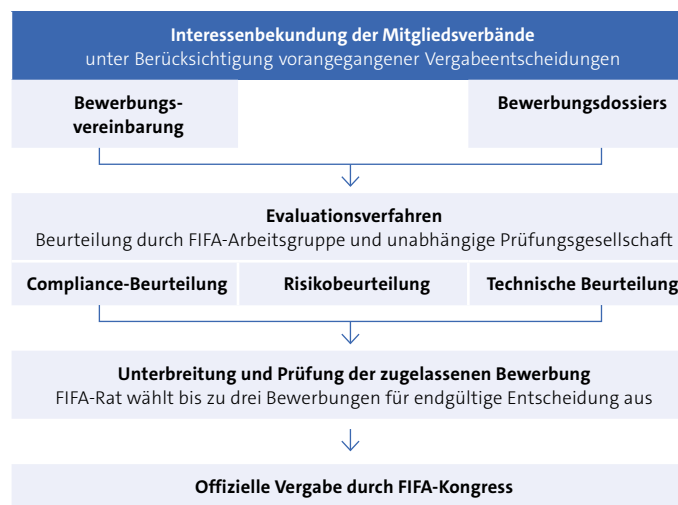 Interessenbekundung der Mitgliedsverbände
unter Berücksichtigung vorangegangener Vergabeentscheidungen
Bewerbungs-
vereinbarung
Bewerbungsdossiers
Evaluationsverfahren
Beurteilung durch FIFA-Arbeitsgruppe und unabhängige Prüfungsgesellschaft
Compliance-Beurteilung
Risikobeurteilung
Technische Beurteilung
Unterbreitung und Prüfung der zugelassenen Bewerbung
FIFA-Rat wählt bis zu drei Bewerbungen für endgültige Entscheidung aus
Offizielle Vergabe durch FIFA-Kongress